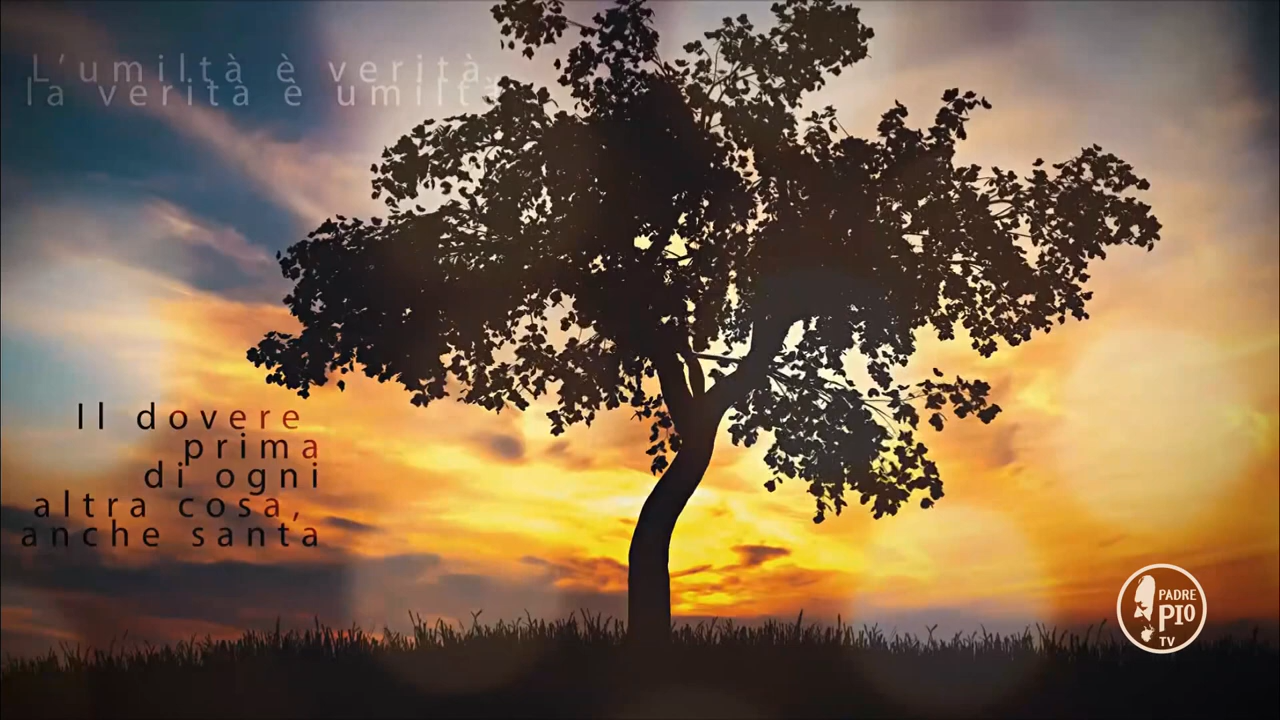 L'umiltà è verità,
la verità è umiltà
Il dovere
prima
di ogni
altra cosa,
anche santa
PADRE
PIO
TV